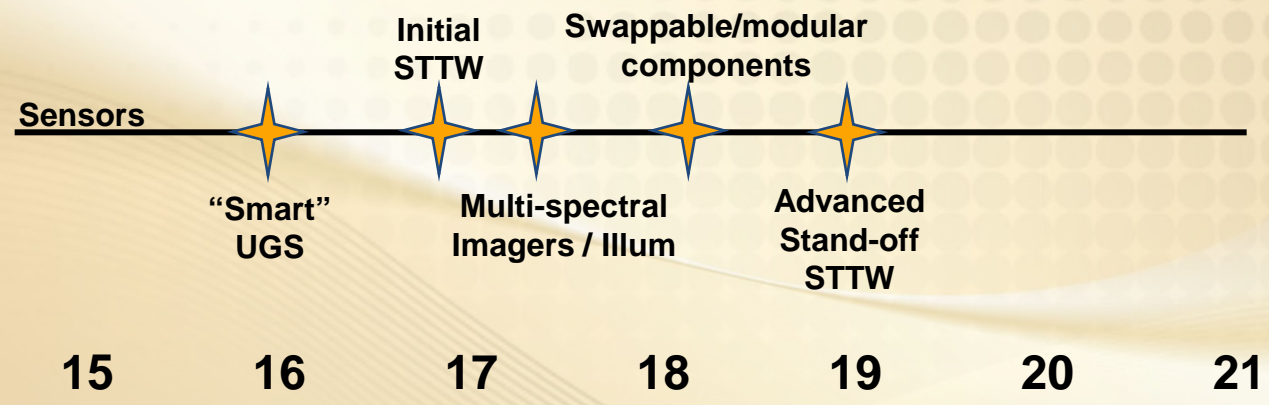 Initial
STTW
Swappable/modular
components
Sensors
“Smart”
UGS
Multi-spectral
Imagers / Illum
Advanced
Stand-off
STTW
15 16 17 18 19 20 21